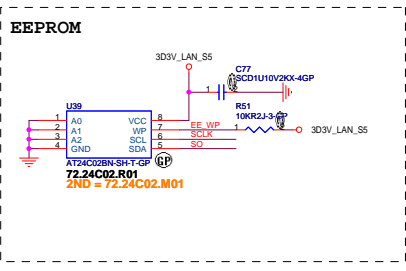 EEPROM
3D3V_LAN_S5
C77
SCD1U10V2KX-4GP
1
2
R51
10KR2J-3-GP
U39
1 A0 VCC 8
2 A1 WP 7 EE_WP 1 2 3D3V_LAN_S5
3 A2 SCL 6 SCLK
4 GND SDA 5 SO
AT24C02BN-SH-T-GP GP
72.24C02.R01
2ND = 72.24C02.M01